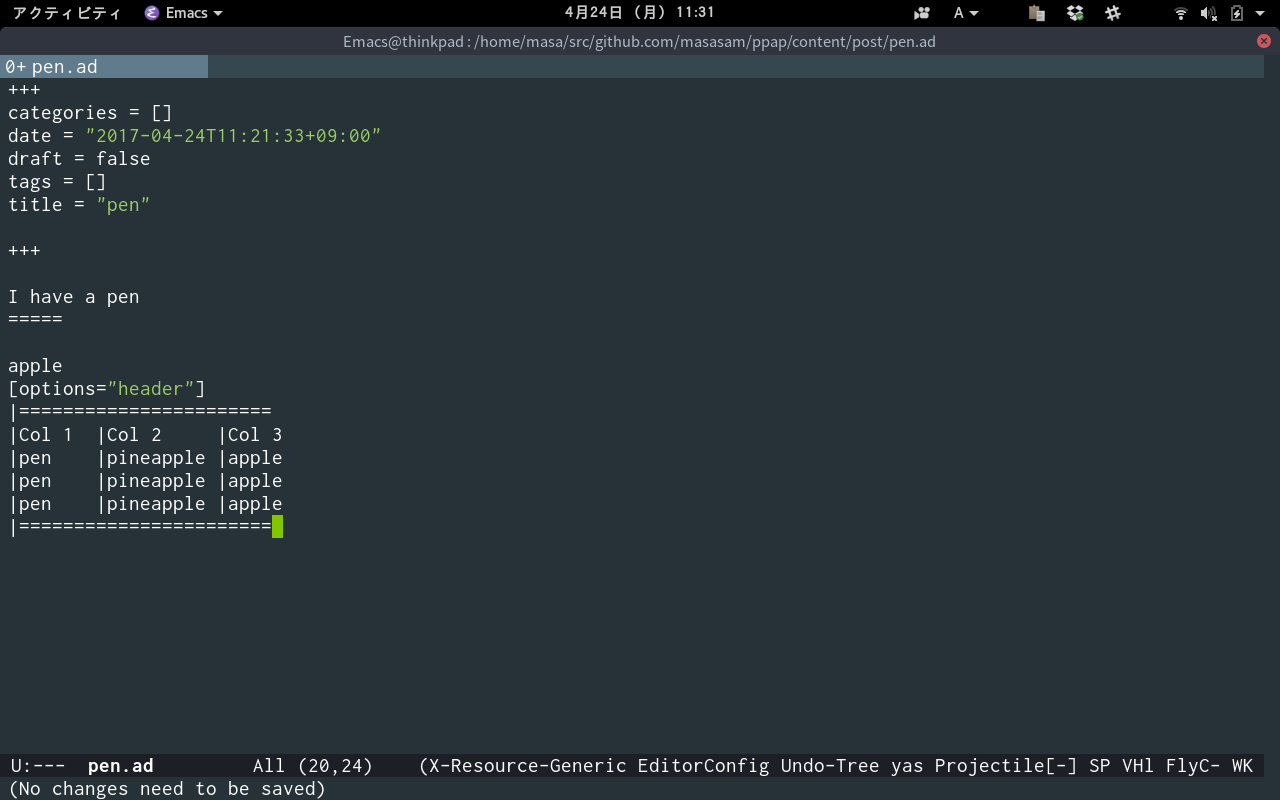 アクティビティ Emacs 4月24日 (月) 11:31 A
Emacs@thinkpad : /home/masa/src/github.com/masasam/ppap/content/post/pen.ad
0+ pen.ad
+++
categories = []
date = "2017-04-24T11:21:33+09:00"
draft = false
tags = []
title = "pen"
+++
I have a pen
=====
apple
[options="header"]
|=======================
|Col 1  |Col 2     |Col 3
|pen    |pineapple |apple
|pen    |pineapple |apple
|pen    |pineapple |apple
|=======================
U:---  pen.ad         All (20,24)    (X-Resource-Generic EditorConfig Undo-Tree yas Projectile[-] SP VHl FlyC- WK
(No changes need to be saved)